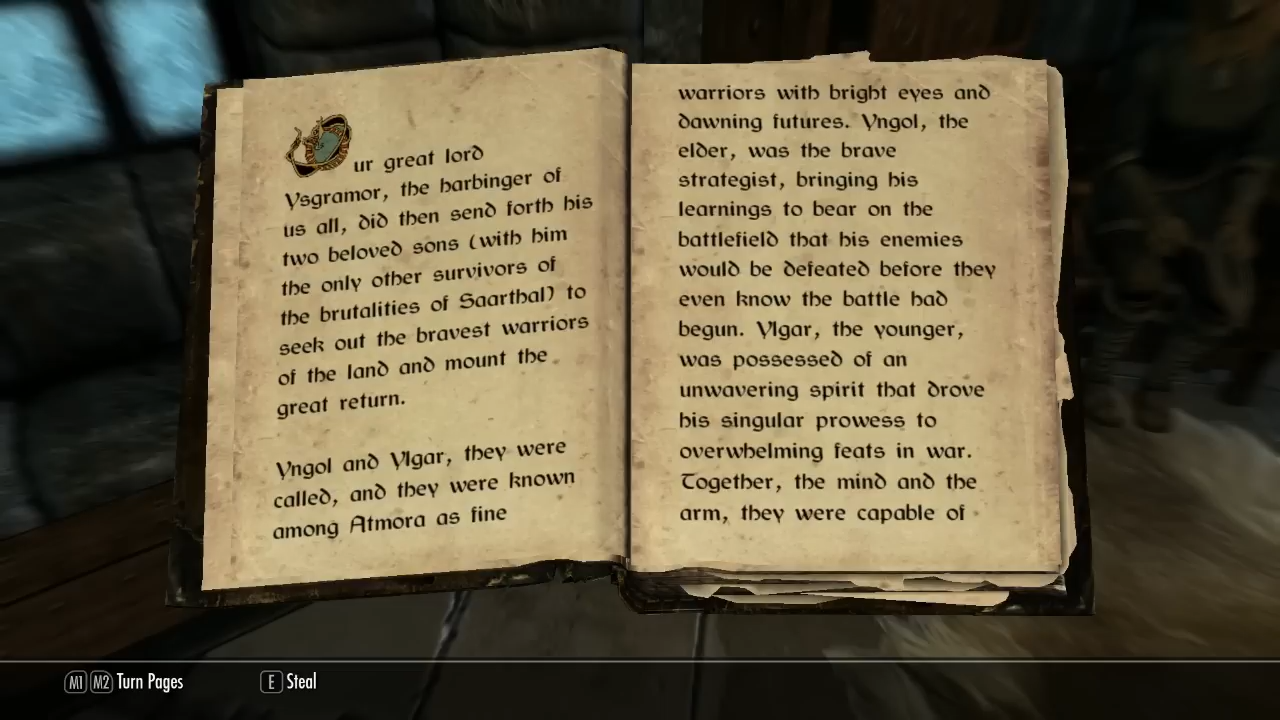 Our great lord
Ysgramor, the harbinger of
us all, did then send forth his
two beloved sons (with him
the only other survivors of
the brutalities of Saarthal) to
seek out the bravest warriors
of the land and mount the
great return.
Yngol and Ylgar, they were
called, and they were known
among Atmora as fine
warriors with bright eyes and
dawning futures. Yngol, the
elder, was the brave
strategist, bringing his
learnings to bear on the
battlefield that his enemies
would be defeated before they
even know the battle had
begun. Ylgar, the younger,
was possessed of an
unwavering spirit that drove
his singular prowess to
overwhelming feats in war.
Together, the mind and the
arm, they were capable of
M1 M2 Turn Pages
E Steal